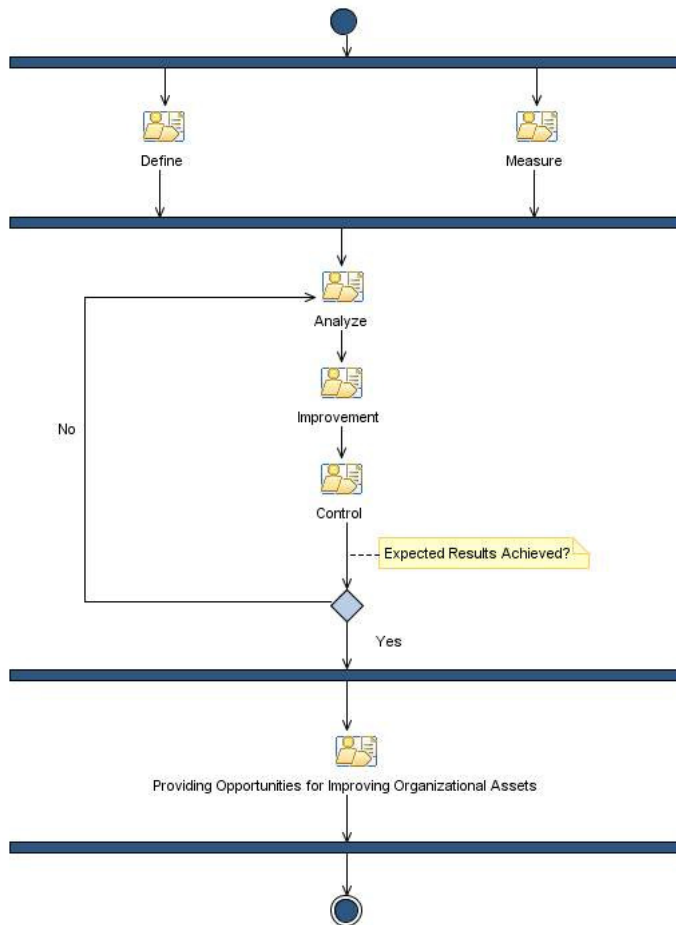 Define
Measure
Analyze
Improvement
No
Control
Expected Results Achieved?
Yes
Providing Opportunities for Improving Organizational Assets